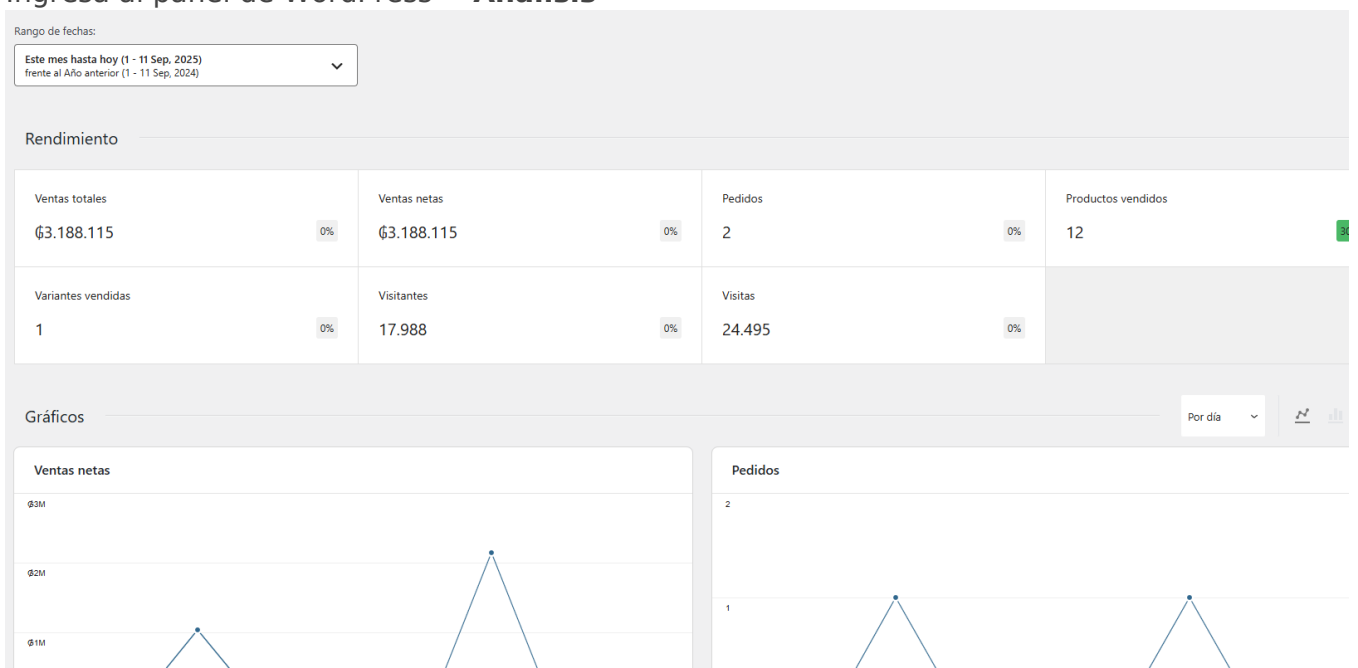 Rango de fechas:
Este mes hasta hoy (1 - 11 Sep, 2025)
frente al Año anterior (1 - 11 Sep, 2024)
Rendimiento
Ventas totales
₲3.188.115
0%
Ventas netas
₲3.188.115
0%
Pedidos
2
0%
Productos vendidos
12
Variantes vendidas
1
0%
Visitantes
17.988
0%
Visitas
24.495
0%
Gráficos
Por día
Ventas netas
₲3M
₲2M
₲1M
Pedidos
2
1